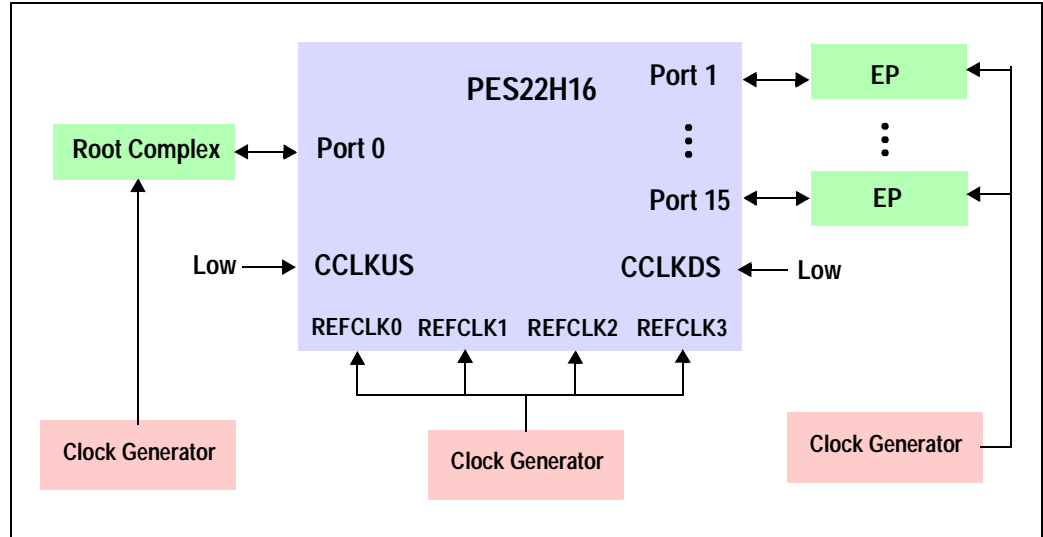 PES22H16
Port 1
EP
Root Complex
Port 0
Port 15
EP
Low
CCLKUS
CCLKDS
Low
REFCLK0
REFCLK1
REFCLK2
REFCLK3
Clock Generator
Clock Generator
Clock Generator